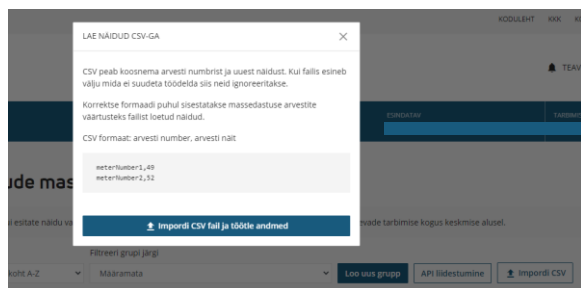 KODULEHT KKK
LAE NÄIDUD CSV-GA
TEAV
CSV peab koosnema arvesti numbrist ja uuest näidust. Kui failis esineb
välju mida ei suudeta töödelda siis neid ignoreeritakse.
Korrektse formaadi puhul sisestatakse massedastuse arvestite
väärtusteks failist loetud näidud.
ESINDATAV TARBIMIS
CSV formaat: arvesti number, arvesti näit
meterNumber1,49
meterNumber2,52
ude mas
Impordi CSV fail ja töötle andmed
ul esitate näidu va
evade tarbimise kogus keskmise alusel.
Filtreeri grupi järgi
koht A-Z Määramata Loo uus grupp API liidestumine Impordi CSV